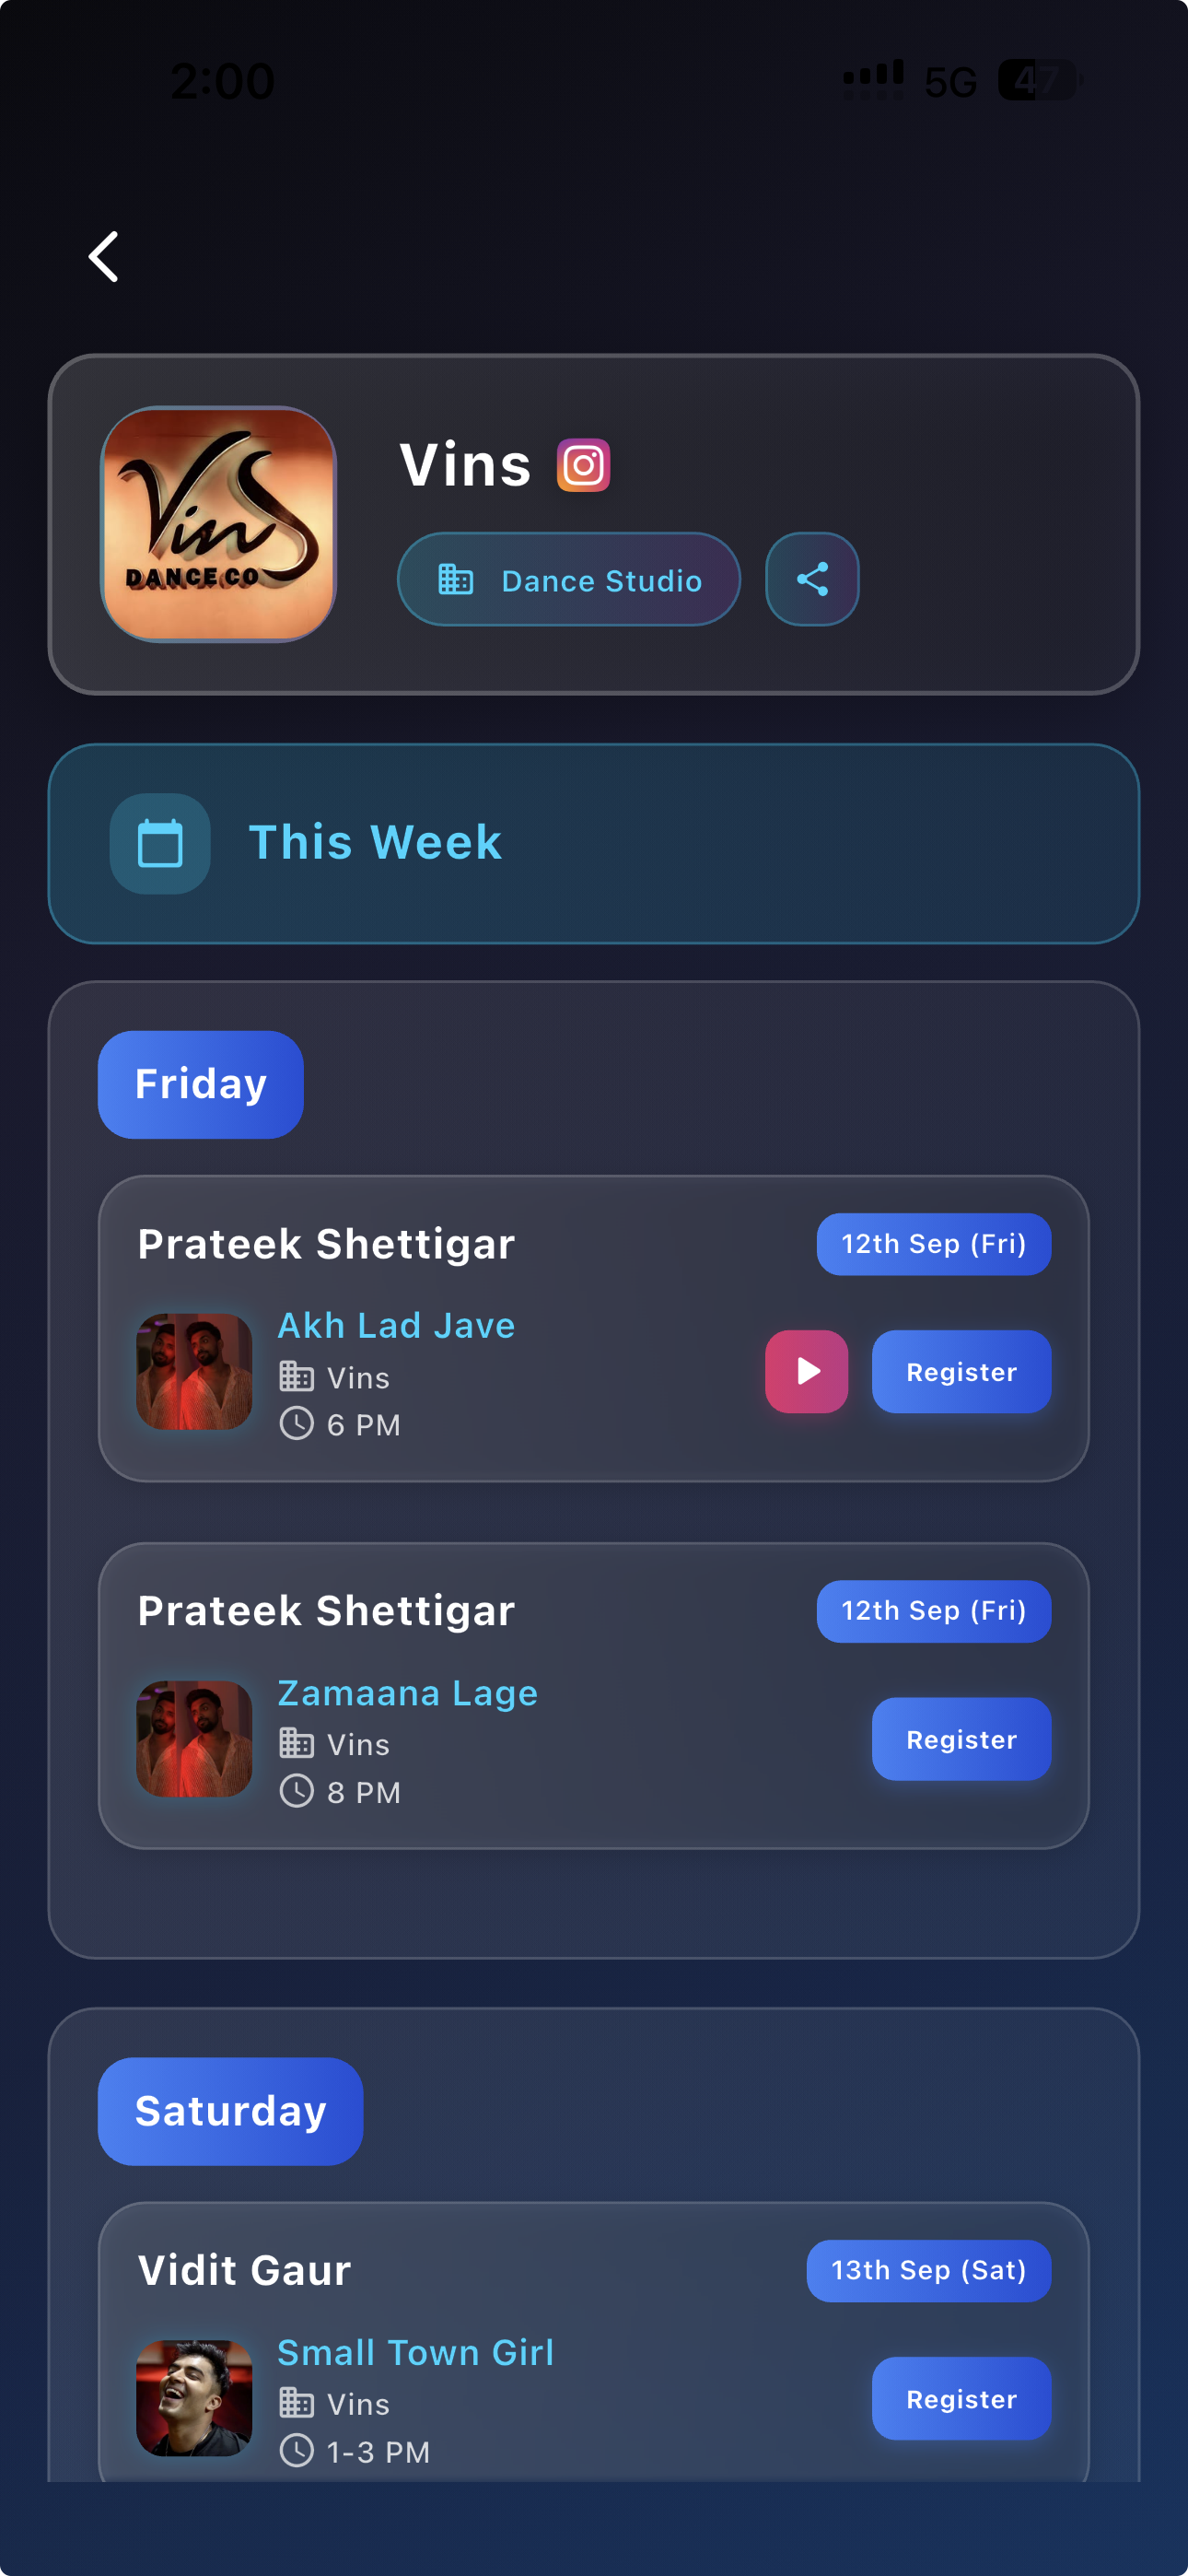 2:00 5G 47
Vins
DANCE CO
Vins
Dance Studio
This Week
Friday
Prateek Shettigar
12th Sep (Fri)
Akh Lad Jave
Vins
6 PM
Register
Prateek Shettigar
12th Sep (Fri)
Zamaana Lage
Vins
8 PM
Register
Saturday
Vidit Gaur
13th Sep (Sat)
Small Town Girl
Vins
1-3 PM
Register